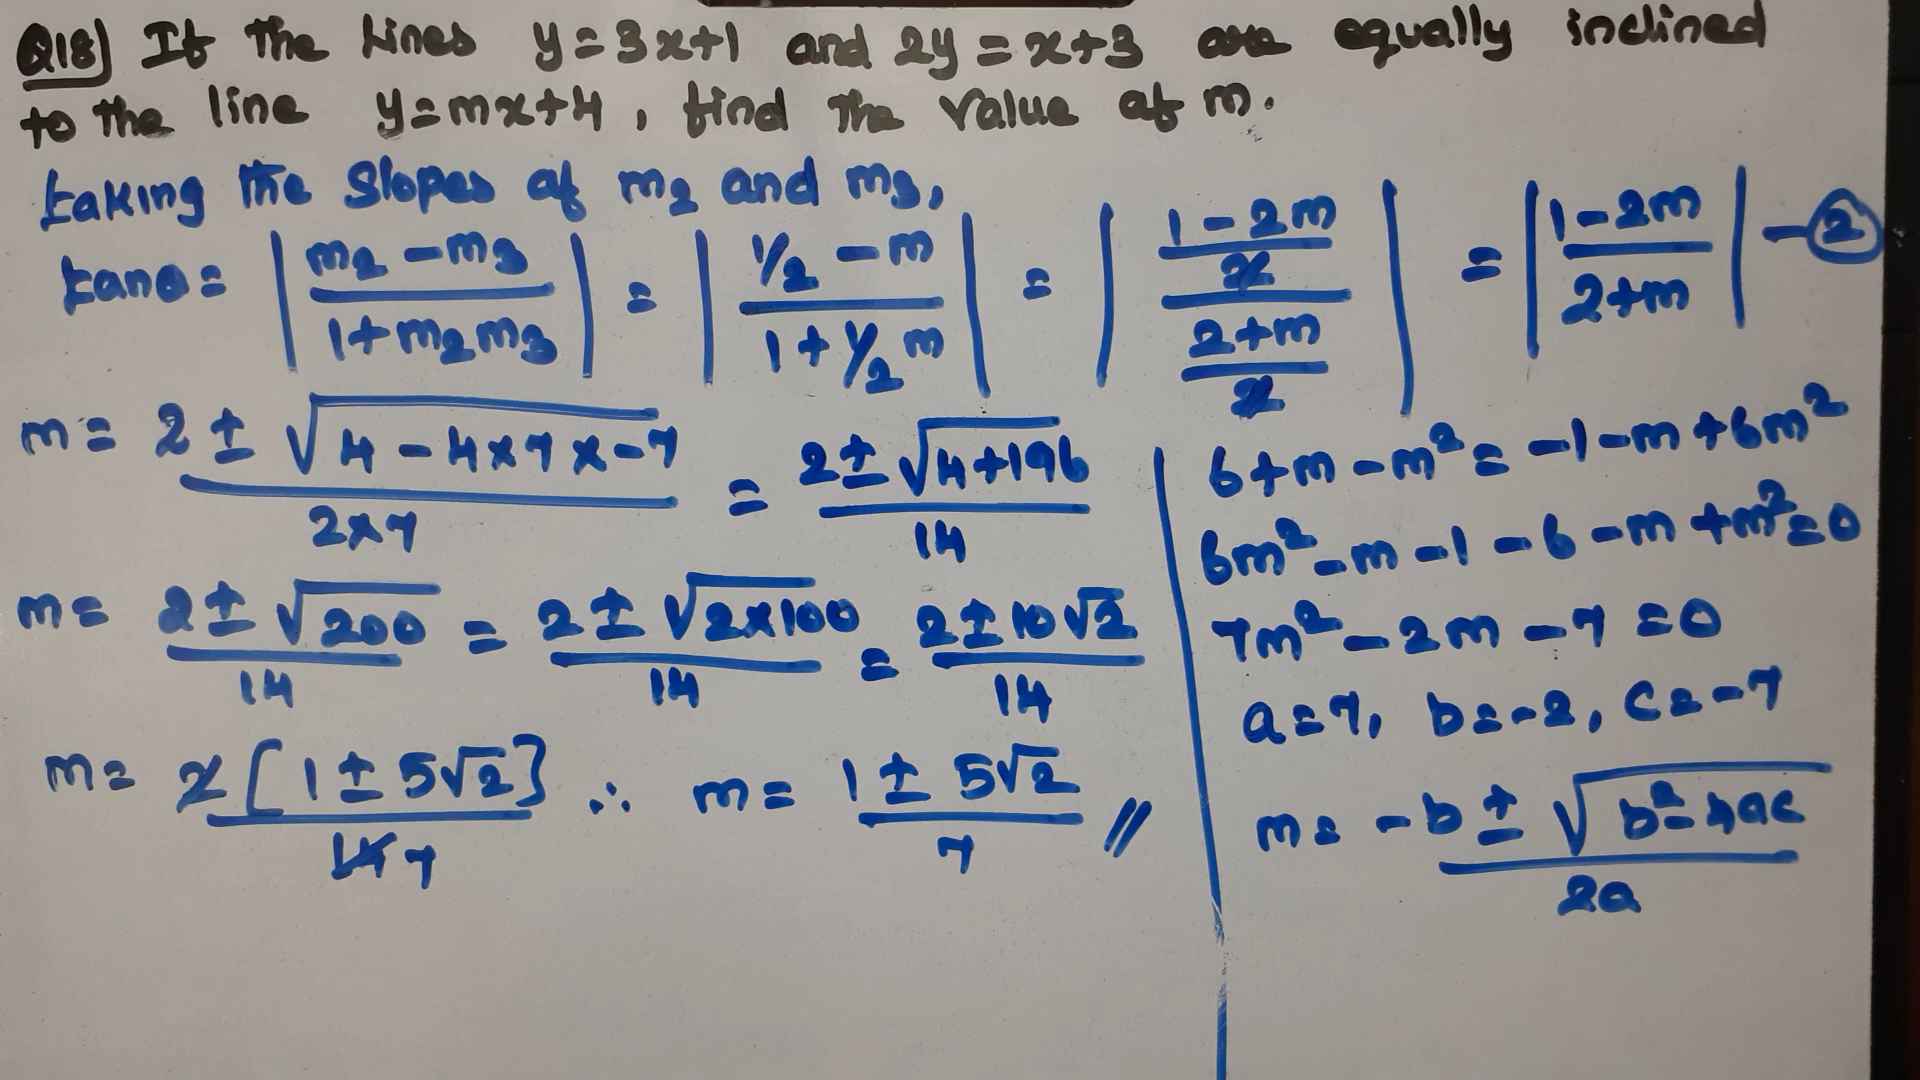 Q18) If the lines y=3x+1 and 2y=x+3 are equally inclined
to the line y=mx+4, find the value of m.
taking the slopes of m₂ and m₃,
tanθ= |(m₂-m₃)/(1+m₂m₃)| = |(1/2-m)/(1+1/2m)| = |((1-2m)/2)/((2+m)/2)| = |(1-2m)/(2+m)| -②
m= (2±√(4-4×7×-7))/(2×7) = (2±√(4+196))/14
m= (2±√200)/14 = (2±√(2×100))/14 = (2±10√2)/14
m= 2[1±5√2]/14 7 ∴ m= (1±5√2)/7 //
6+m-m²=-1-m+6m²
6m²-m-1-6-m+m²=0
7m²-2m-7=0
a=7, b=-2, c=-7
m= (-b±√(b²-4ac))/2a